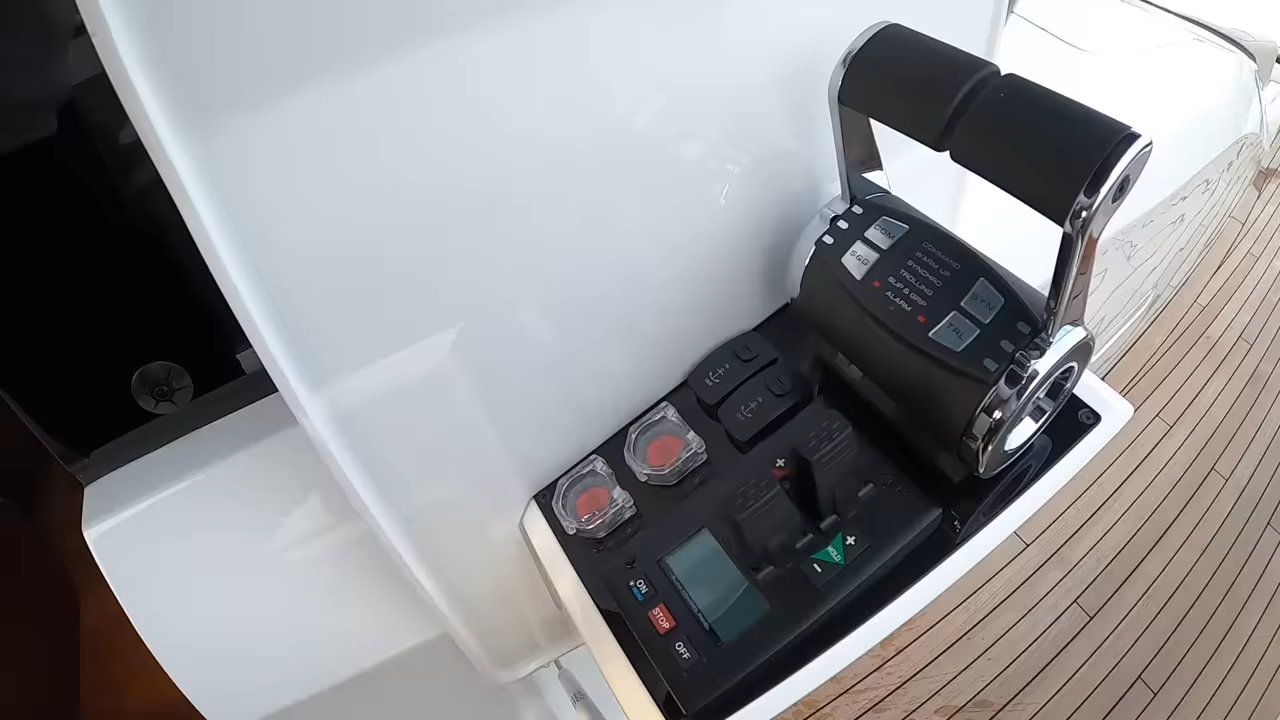 COM
S&G
COMMAND
WARM UP
SYNCHRO
TROLLING
SLIP & GRIP
ALARM
SYN
TRL
+
+
HOLD
-
ON
STOP
OFF